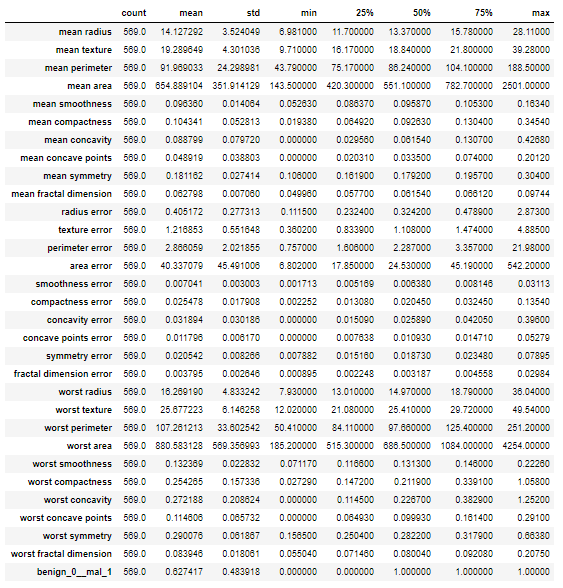 count mean std min 25% 50% 75% max
mean radius 569.0 14.127292 3.524049 6.981000 11.700000 13.370000 15.780000 28.11000
mean texture 569.0 19.289649 4.301036 9.710000 16.170000 18.840000 21.800000 39.28000
mean perimeter 569.0 91.969033 24.298981 43.790000 75.170000 86.240000 104.100000 188.50000
mean area 569.0 654.889104 351.914129 143.500000 420.300000 551.100000 782.700000 2501.00000
mean smoothness 569.0 0.096360 0.014064 0.052630 0.086370 0.095870 0.105300 0.16340
mean compactness 569.0 0.104341 0.052813 0.019380 0.064920 0.092630 0.130400 0.34540
mean concavity 569.0 0.088799 0.079720 0.000000 0.029560 0.061540 0.130700 0.42680
mean concave points 569.0 0.048919 0.038803 0.000000 0.020310 0.033500 0.074000 0.20120
mean symmetry 569.0 0.181162 0.027414 0.106000 0.161900 0.179200 0.195700 0.30400
mean fractal dimension 569.0 0.062798 0.007060 0.049960 0.057700 0.061540 0.066120 0.09744
radius error 569.0 0.405172 0.277313 0.111500 0.232400 0.324200 0.478900 2.87300
texture error 569.0 1.216853 0.551648 0.360200 0.833900 1.108000 1.474000 4.88500
perimeter error 569.0 2.866059 2.021855 0.757000 1.606000 2.287000 3.357000 21.98000
area error 569.0 40.337079 45.491006 6.802000 17.850000 24.530000 45.190000 542.20000
smoothness error 569.0 0.007041 0.003003 0.001713 0.005169 0.006380 0.008146 0.03113
compactness error 569.0 0.025478 0.017908 0.002252 0.013080 0.020450 0.032450 0.13540
concavity error 569.0 0.031894 0.030186 0.000000 0.015090 0.025890 0.042050 0.39600
concave points error 569.0 0.011796 0.006170 0.000000 0.007638 0.010930 0.014710 0.05279
symmetry error 569.0 0.020542 0.008266 0.007882 0.015160 0.018730 0.023480 0.07895
fractal dimension error 569.0 0.003795 0.002646 0.000895 0.002248 0.003187 0.004558 0.02984
worst radius 569.0 16.269190 4.833242 7.930000 13.010000 14.970000 18.790000 36.04000
worst texture 569.0 25.677223 6.146258 12.020000 21.080000 25.410000 29.720000 49.54000
worst perimeter 569.0 107.261213 33.602542 50.410000 84.110000 97.660000 125.400000 251.20000
worst area 569.0 880.583128 569.356993 185.200000 515.300000 686.500000 1084.000000 4254.00000
worst smoothness 569.0 0.132369 0.022832 0.071170 0.116600 0.131300 0.146000 0.22260
worst compactness 569.0 0.254265 0.157336 0.027290 0.147200 0.211900 0.339100 1.05800
worst concavity 569.0 0.272188 0.208624 0.000000 0.114500 0.226700 0.382900 1.25200
worst concave points 569.0 0.114606 0.065732 0.000000 0.064930 0.099930 0.161400 0.29100
worst symmetry 569.0 0.290076 0.061867 0.156500 0.250400 0.282200 0.317900 0.66380
worst fractal dimension 569.0 0.083946 0.018061 0.055040 0.071460 0.080040 0.092080 0.20750
benign_0__mal_1 569.0 0.627417 0.483918 0.000000 0.000000 1.000000 1.000000 1.00000